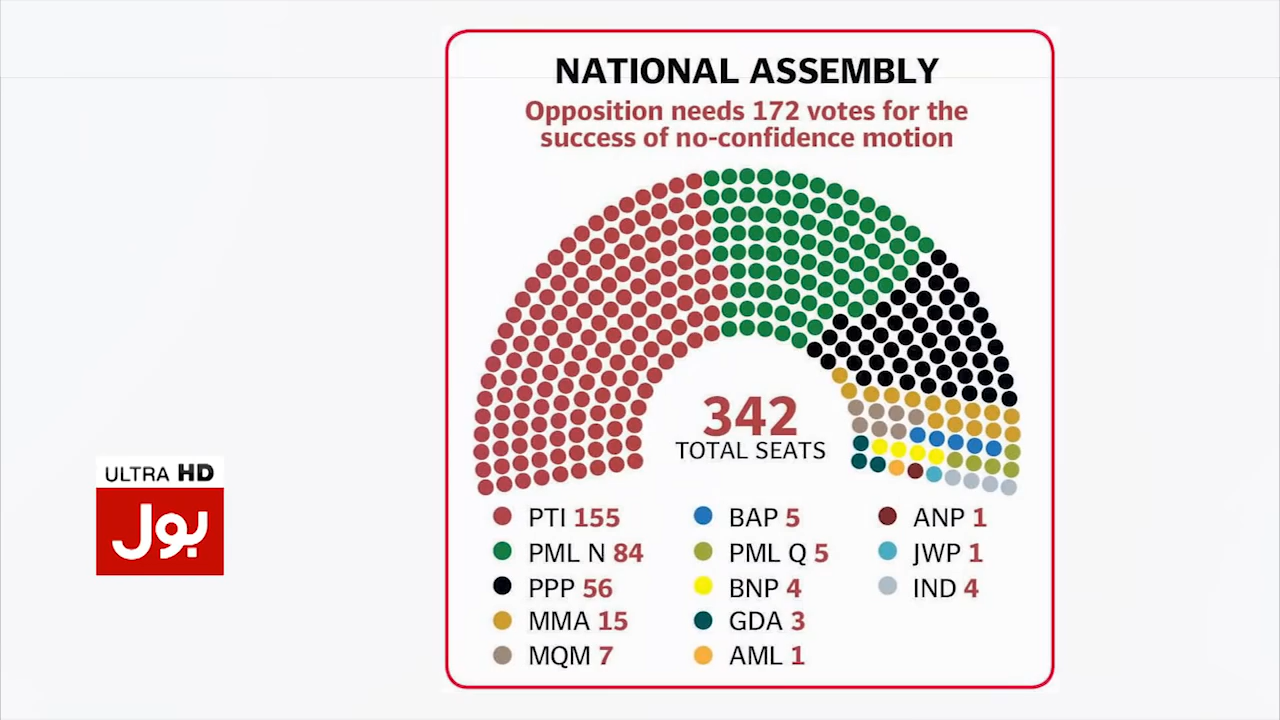 NATIONAL ASSEMBLY
Opposition needs 172 votes for the
success of no-confidence motion
342
TOTAL SEATS
ULTRA HD
بول
PTI 155
PML N 84
PPP 56
MMA 15
MQM 7
BAP 5
PML Q 5
BNP 4
GDA 3
AML 1
ANP 1
JWP 1
IND 4